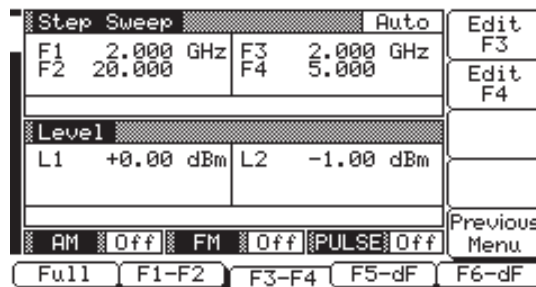 Step Sweep Auto
Edit F3
F1 2.000 GHz F3 2.000 GHz
F2 20.000 F4 5.000
Edit F4
Level
L1 +0.00 dBm L2 -1.00 dBm
AM Off FM Off PULSE Off
Previous Menu
Full F1-F2 F3-F4 F5-dF F6-dF